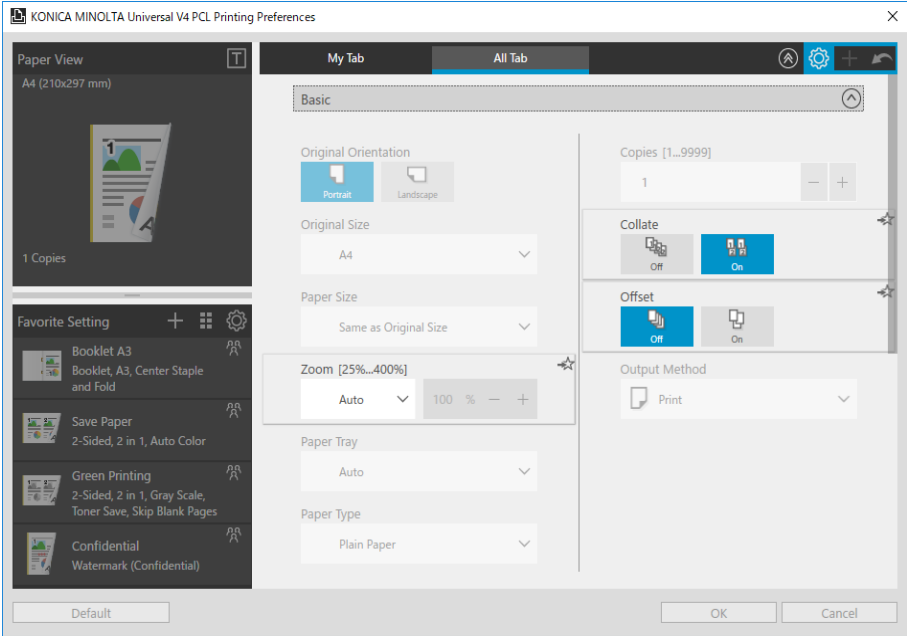 KONICA MINOLTA Universal V4 PCL Printing Preferences
Paper View
T
A4 (210x297 mm)
1
1 Copies
Favorite Setting
Booklet A3
Booklet, A3, Center Staple
and Fold
Save Paper
2-Sided, 2 in 1, Auto Color
Green Printing
2-Sided, 2 in 1, Gray Scale,
Toner Save, Skip Blank Pages
Confidential
Watermark (Confidential)
My Tab
All Tab
Basic
Original Orientation
Portrait
Landscape
Original Size
A4
Paper Size
Same as Original Size
Zoom [25%...400%]
Auto
100 %
Paper Tray
Auto
Paper Type
Plain Paper
Copies [1...9999]
1
Collate
Off
On
Offset
Off
On
Output Method
Print
Default
OK
Cancel